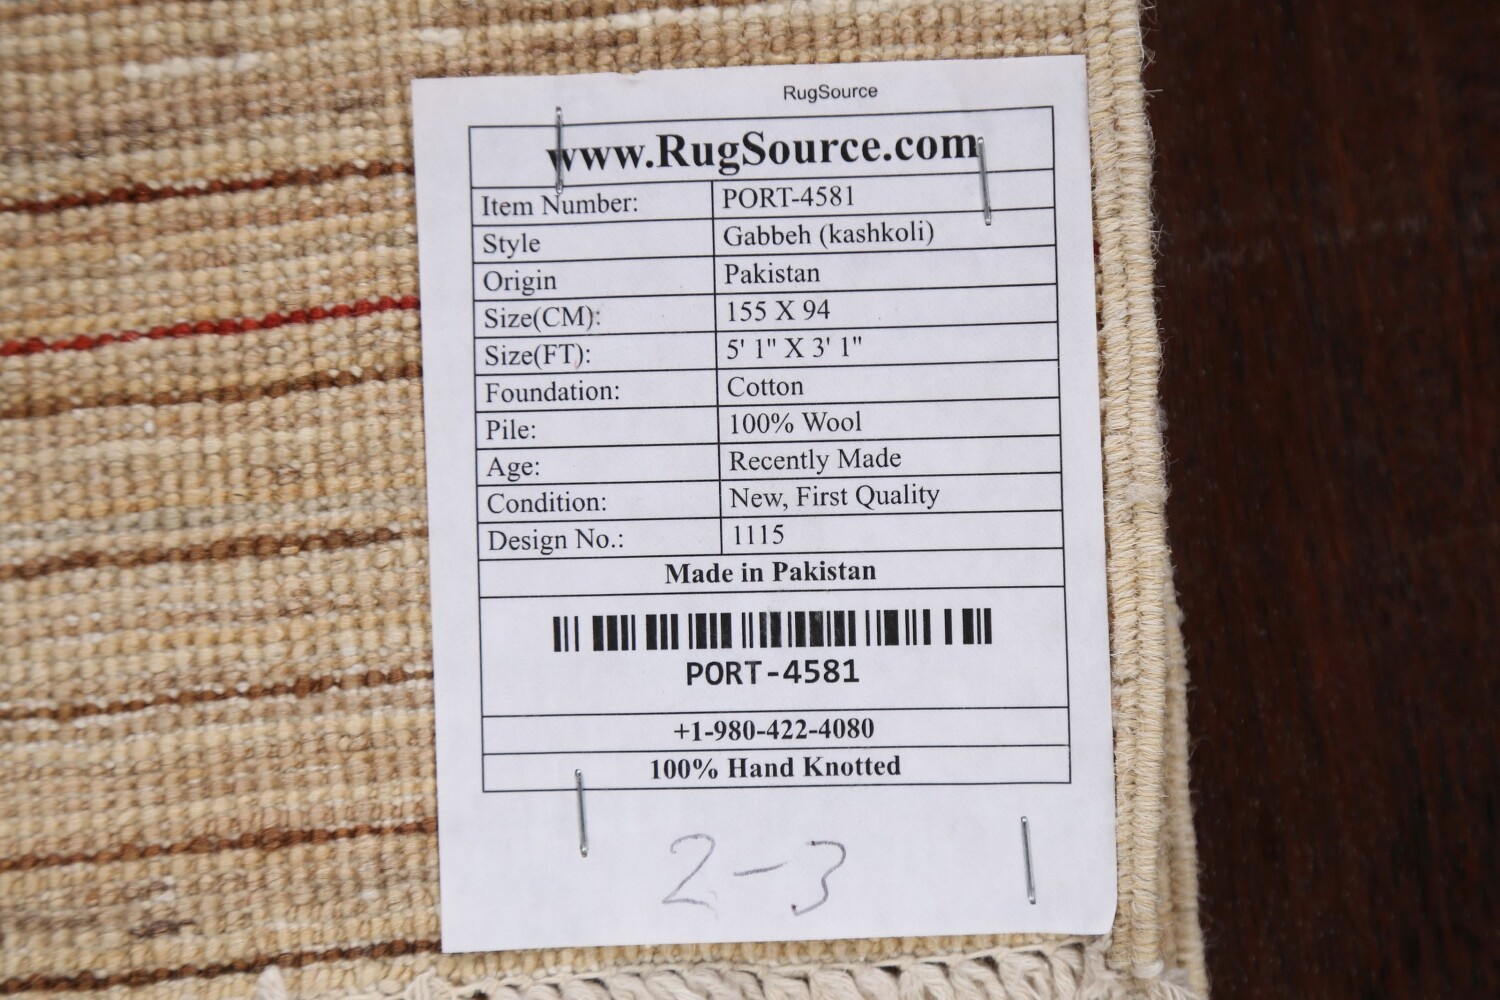 RugSource
www.RugSource.com
Item Number: PORT-4581
Style Gabbeh (kashkoli)
Origin Pakistan
Size(CM): 155 X 94
Size(FT): 5' 1" X 3' 1"
Foundation: Cotton
Pile: 100% Wool
Age: Recently Made
Condition: New, First Quality
Design No.: 1115
Made in Pakistan
PORT-4581
+1-980-422-4080
100% Hand Knotted
2-3